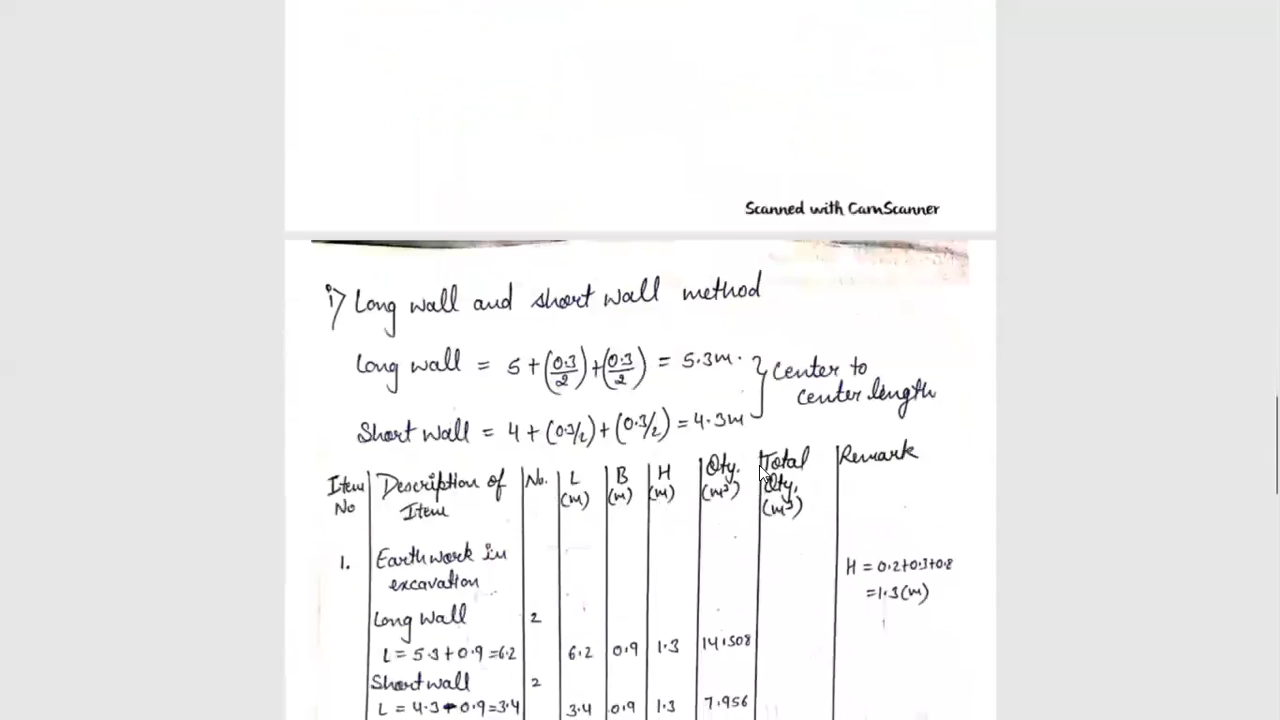 Scanned with CamScanner
i) Long wall and short wall method
Long wall = 5 + (0.3/2) + (0.3/2) = 5.3m.
Short wall = 4 + (0.3/2) + (0.3/2) = 4.3m
} Center to
center length
Item No | Description of Item | No. | L (m) | B (m) | H (m) | Qty. (m³) | Total Qty. (m³) | Remark
1. Earthwork in
excavation
H = 0.2+0.3+0.8
= 1.3(m)
Long wall 2
L = 5.3+0.9=6.2 6.2 0.9 1.3 14.508
Short wall 2
L = 4.3-0.9=3.4 3.4 0.9 1.3 7.956